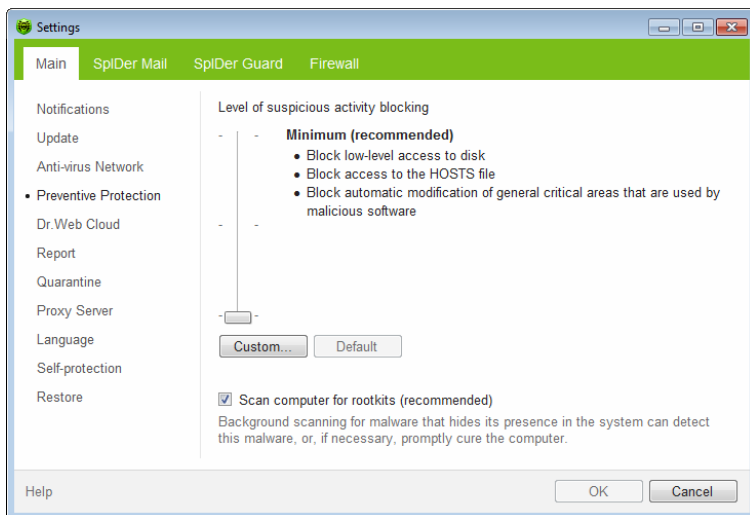 Settings
Main
SpIDer Mail
SpIDer Guard
Firewall
Notifications
Update
Anti-virus Network
• Preventive Protection
Dr.Web Cloud
Report
Quarantine
Proxy Server
Language
Self-protection
Restore
Level of suspicious activity blocking
Minimum (recommended)
• Block low-level access to disk
• Block access to the HOSTS file
• Block automatic modification of general critical areas that are used by
malicious software
Custom...
Default
Scan computer for rootkits (recommended)
Background scanning for malware that hides its presence in the system can detect
this malware, or, if necessary, promptly cure the computer.
Help
OK
Cancel